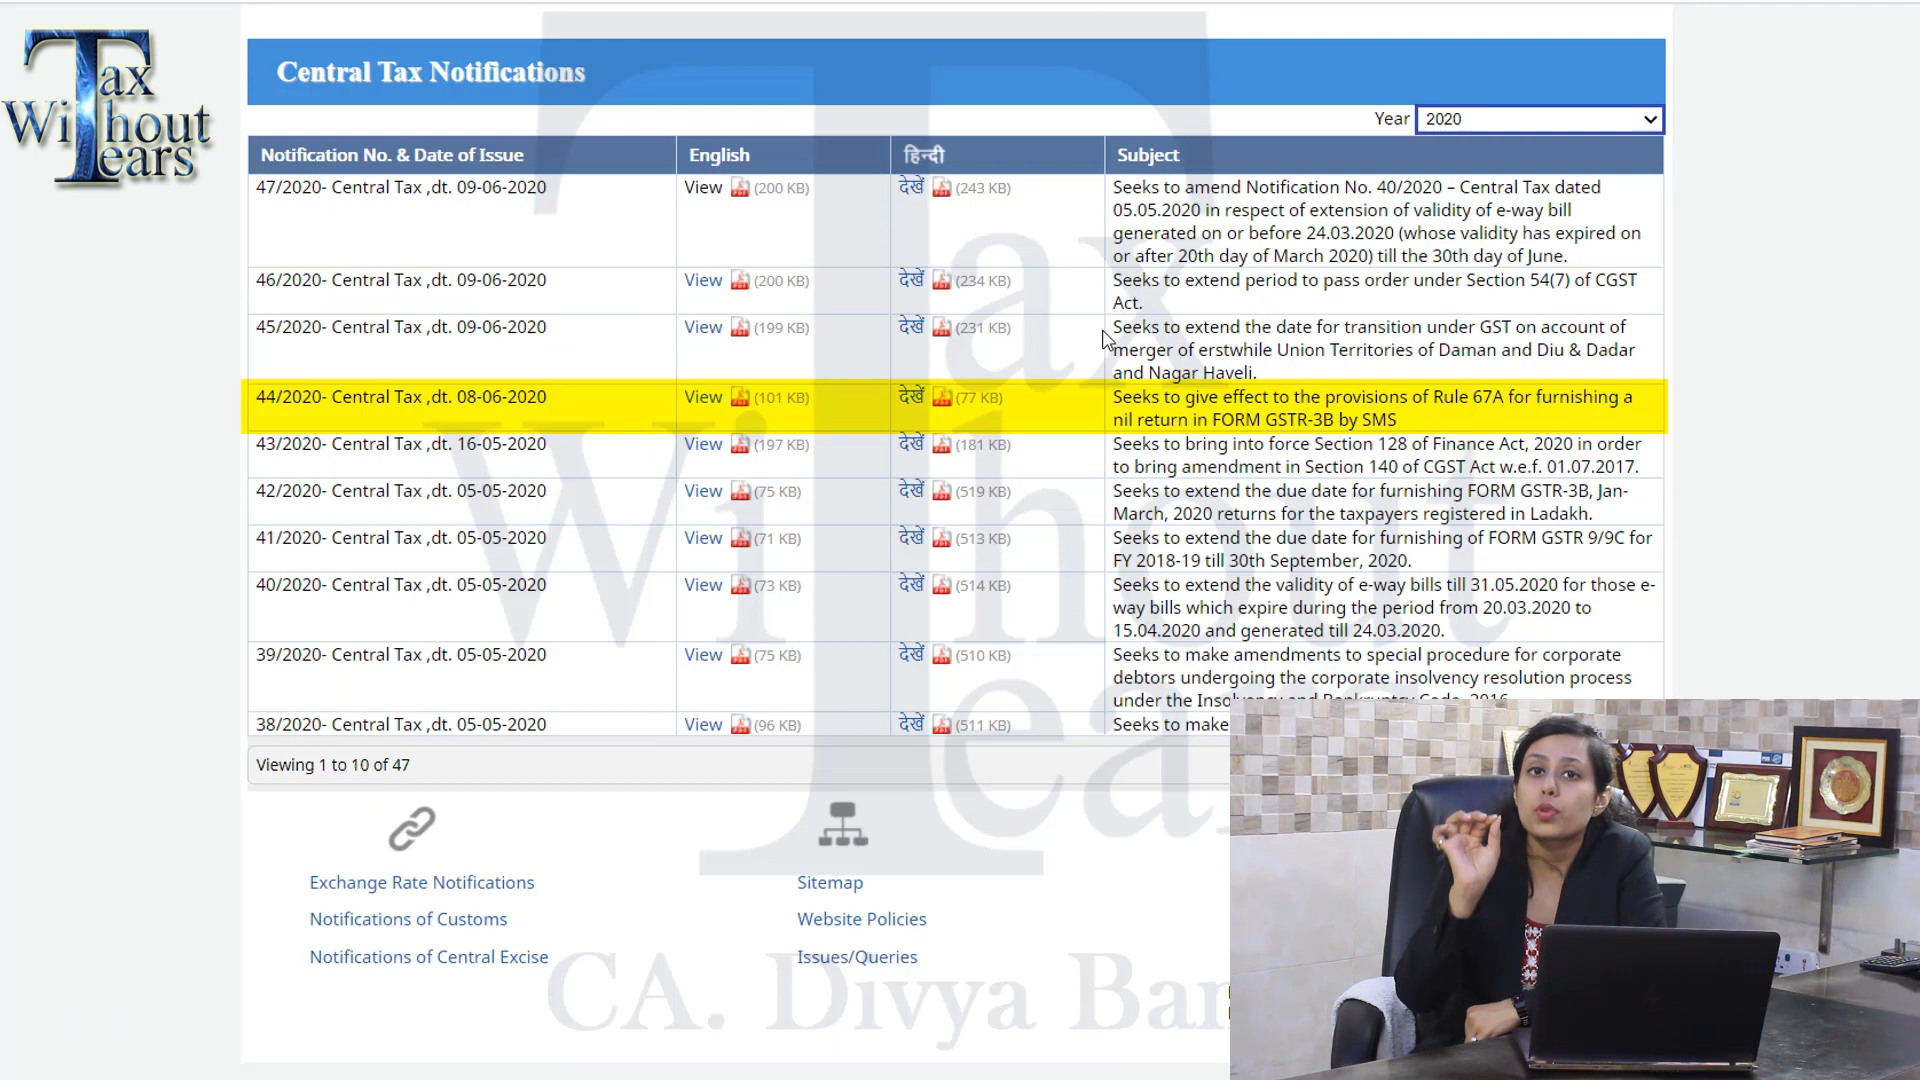 Tax
Without
Tears
Central Tax Notifications
Year 2020
Notification No. & Date of Issue English हिन्दी Subject
47/2020- Central Tax ,dt. 09-06-2020 View (200 KB) देखें (243 KB) Seeks to amend Notification No. 40/2020 – Central Tax dated
05.05.2020 in respect of extension of validity of e-way bill
generated on or before 24.03.2020 (whose validity has expired on
or after 20th day of March 2020) till the 30th day of June.
46/2020- Central Tax ,dt. 09-06-2020 View (200 KB) देखें (234 KB) Seeks to extend period to pass order under Section 54(7) of CGST
Act.
45/2020- Central Tax ,dt. 09-06-2020 View (199 KB) देखें (231 KB) Seeks to extend the date for transition under GST on account of
merger of erstwhile Union Territories of Daman and Diu & Dadar
and Nagar Haveli.
44/2020- Central Tax ,dt. 08-06-2020 View (101 KB) देखें (77 KB) Seeks to give effect to the provisions of Rule 67A for furnishing a
nil return in FORM GSTR-3B by SMS
43/2020- Central Tax ,dt. 16-05-2020 View (197 KB) देखें (181 KB) Seeks to bring into force Section 128 of Finance Act, 2020 in order
to bring amendment in Section 140 of CGST Act w.e.f. 01.07.2017.
42/2020- Central Tax ,dt. 05-05-2020 View (75 KB) देखें (519 KB) Seeks to extend the due date for furnishing FORM GSTR-3B, Jan-
March, 2020 returns for the taxpayers registered in Ladakh.
41/2020- Central Tax ,dt. 05-05-2020 View (71 KB) देखें (513 KB) Seeks to extend the due date for furnishing of FORM GSTR 9/9C for
FY 2018-19 till 30th September, 2020.
40/2020- Central Tax ,dt. 05-05-2020 View (73 KB) देखें (514 KB) Seeks to extend the validity of e-way bills till 31.05.2020 for those e-
way bills which expire during the period from 20.03.2020 to
15.04.2020 and generated till 24.03.2020.
39/2020- Central Tax ,dt. 05-05-2020 View (75 KB) देखें (510 KB) Seeks to make amendments to special procedure for corporate
debtors undergoing the corporate insolvency resolution process
under the Insolvency and Bankruptcy Code, 2016
38/2020- Central Tax ,dt. 05-05-2020 View (96 KB) देखें (511 KB) Seeks to make
Viewing 1 to 10 of 47
Exchange Rate Notifications Sitemap
Notifications of Customs Website Policies
Notifications of Central Excise Issues/Queries
Tax
Without
Tears
CA. Divya Ban